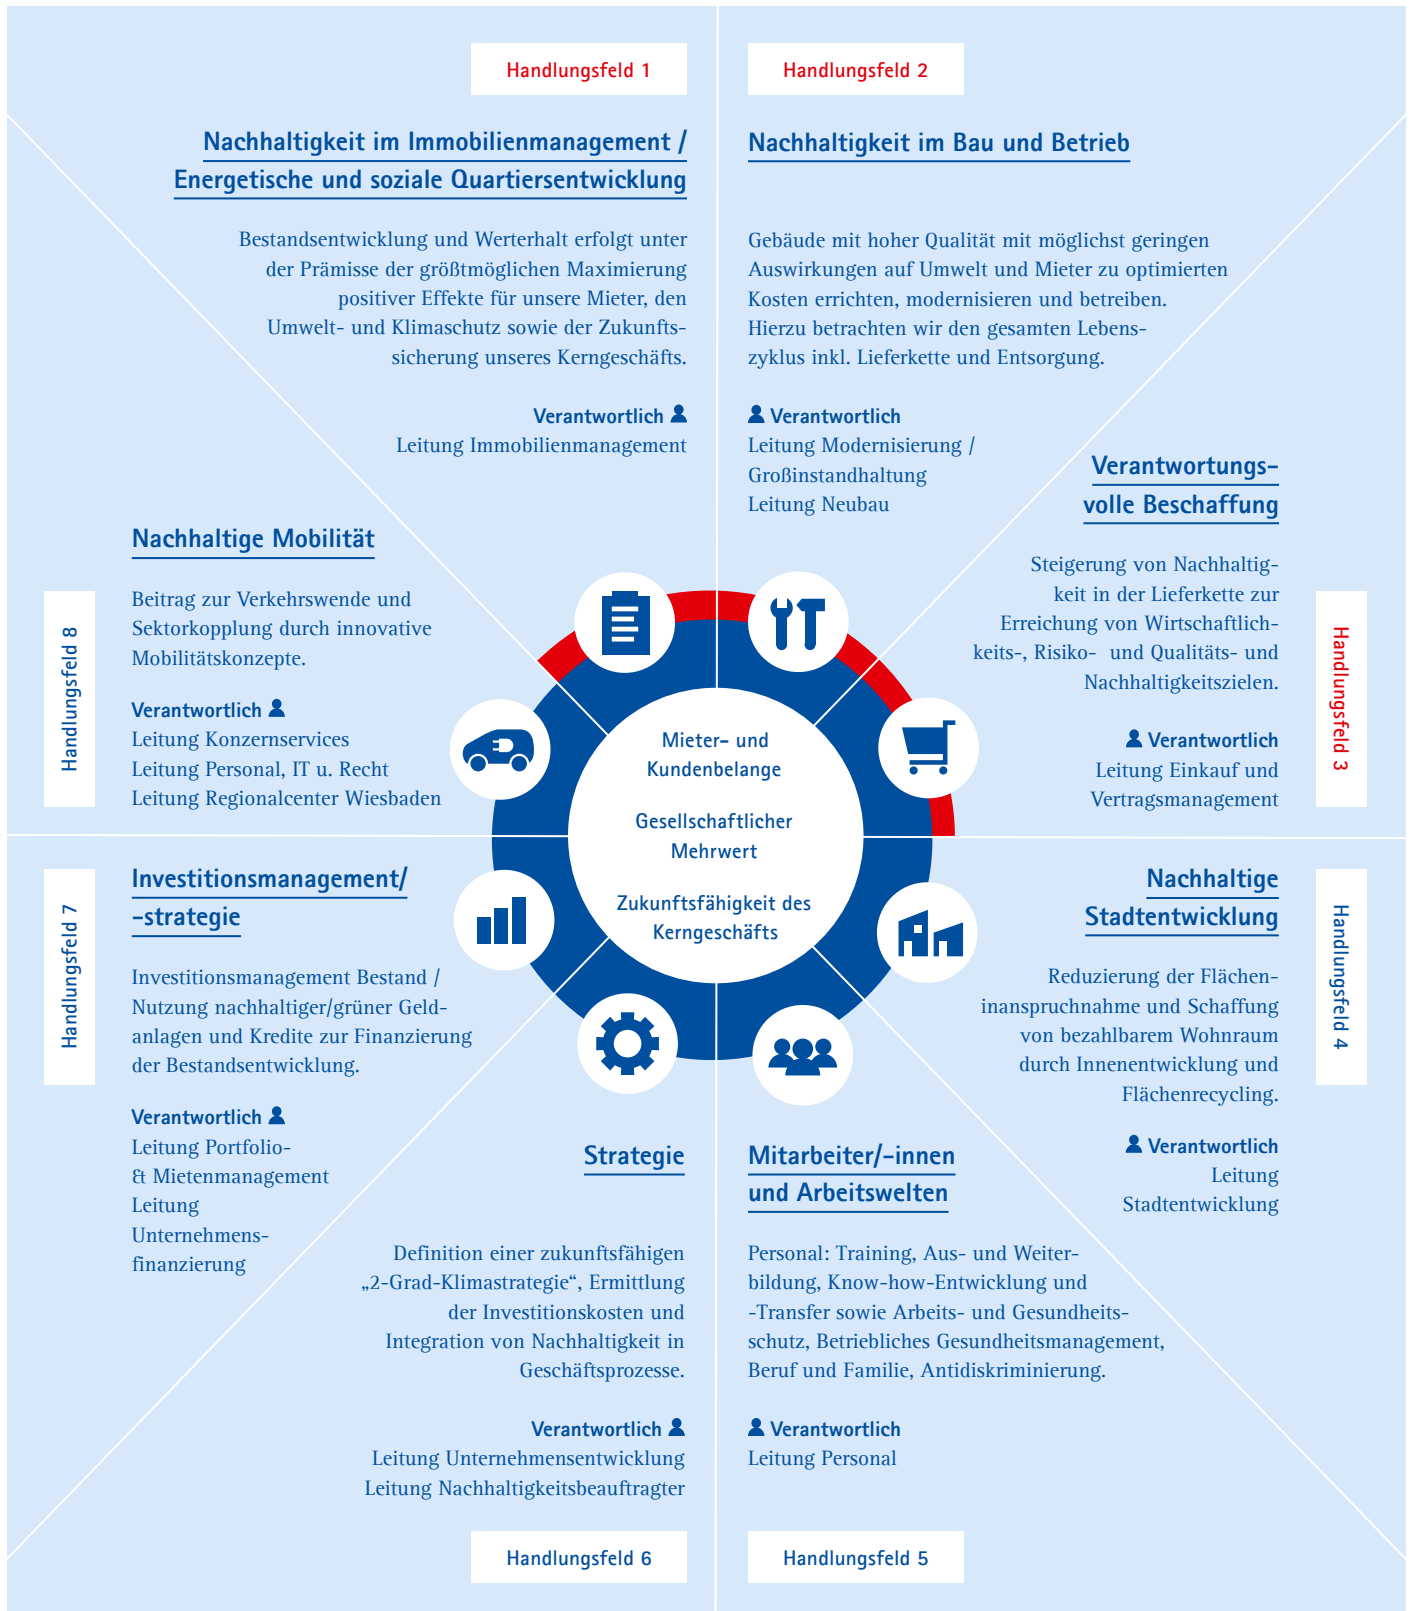 Handlungsfeld 1
Nachhaltigkeit im Immobilienmanagement /
Energetische und soziale Quartiersentwicklung
Bestandsentwicklung und Werterhalt erfolgt unter
der Prämisse der größtmöglichen Maximierung
positiver Effekte für unsere Mieter, den
Umwelt- und Klimaschutz sowie der Zukunfts-
sicherung unseres Kerngeschäfts.
Verantwortlich
Leitung Immobilienmanagement
Handlungsfeld 2
Nachhaltigkeit im Bau und Betrieb
Gebäude mit hoher Qualität mit möglichst geringen
Auswirkungen auf Umwelt und Mieter zu optimierten
Kosten errichten, modernisieren und betreiben.
Hierzu betrachten wir den gesamten Lebens-
zyklus inkl. Lieferkette und Entsorgung.
Verantwortlich
Leitung Modernisierung /
Großinstandhaltung
Leitung Neubau
Handlungsfeld 3
Verantwortungs-
volle Beschaffung
Steigerung von Nachhaltig-
keit in der Lieferkette zur
Erreichung von Wirtschaftlich-
keits-, Risiko- und Qualitäts- und
Nachhaltigkeitszielen.
Verantwortlich
Leitung Einkauf und
Vertragsmanagement
Handlungsfeld 4
Nachhaltige
Stadtentwicklung
Reduzierung der Flächen-
inanspruchnahme und Schaffung
von bezahlbarem Wohnraum
durch Innenentwicklung und
Flächenrecycling.
Verantwortlich
Leitung
Stadtentwicklung
Mitarbeiter/-innen
und Arbeitswelten
Personal: Training, Aus- und Weiter-
bildung, Know-how-Entwicklung und
-Transfer sowie Arbeits- und Gesundheits-
schutz, Betriebliches Gesundheitsmanagement,
Beruf und Familie, Antidiskriminierung.
Verantwortlich
Leitung Personal
Handlungsfeld 5
Strategie
Definition einer zukunftsfähigen
„2-Grad-Klimastrategie“, Ermittlung
der Investitionskosten und
Integration von Nachhaltigkeit in
Geschäftsprozesse.
Verantwortlich
Leitung Unternehmensentwicklung
Leitung Nachhaltigkeitsbeauftragter
Handlungsfeld 6
Handlungsfeld 7
Investitionsmanagement/
-strategie
Investitionsmanagement Bestand /
Nutzung nachhaltiger/grüner Geld-
anlagen und Kredite zur Finanzierung
der Bestandsentwicklung.
Verantwortlich
Leitung Portfolio-
& Mietenmanagement
Leitung
Unternehmens-
finanzierung
Handlungsfeld 8
Nachhaltige Mobilität
Beitrag zur Verkehrswende und
Sektorkopplung durch innovative
Mobilitätskonzepte.
Verantwortlich
Leitung Konzernservices
Leitung Personal, IT u. Recht
Leitung Regionalcenter Wiesbaden
Mieter- und
Kundenbelange
Gesellschaftlicher
Mehrwert
Zukunftsfähigkeit des
Kerngeschäfts